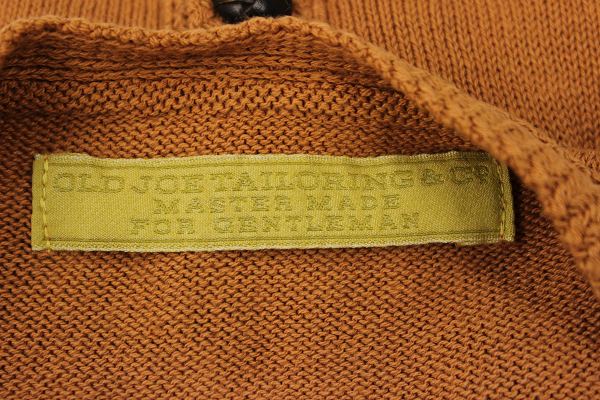 OLD JOE TAILORING & CO
MASTER MADE
FOR GENTLEMAN